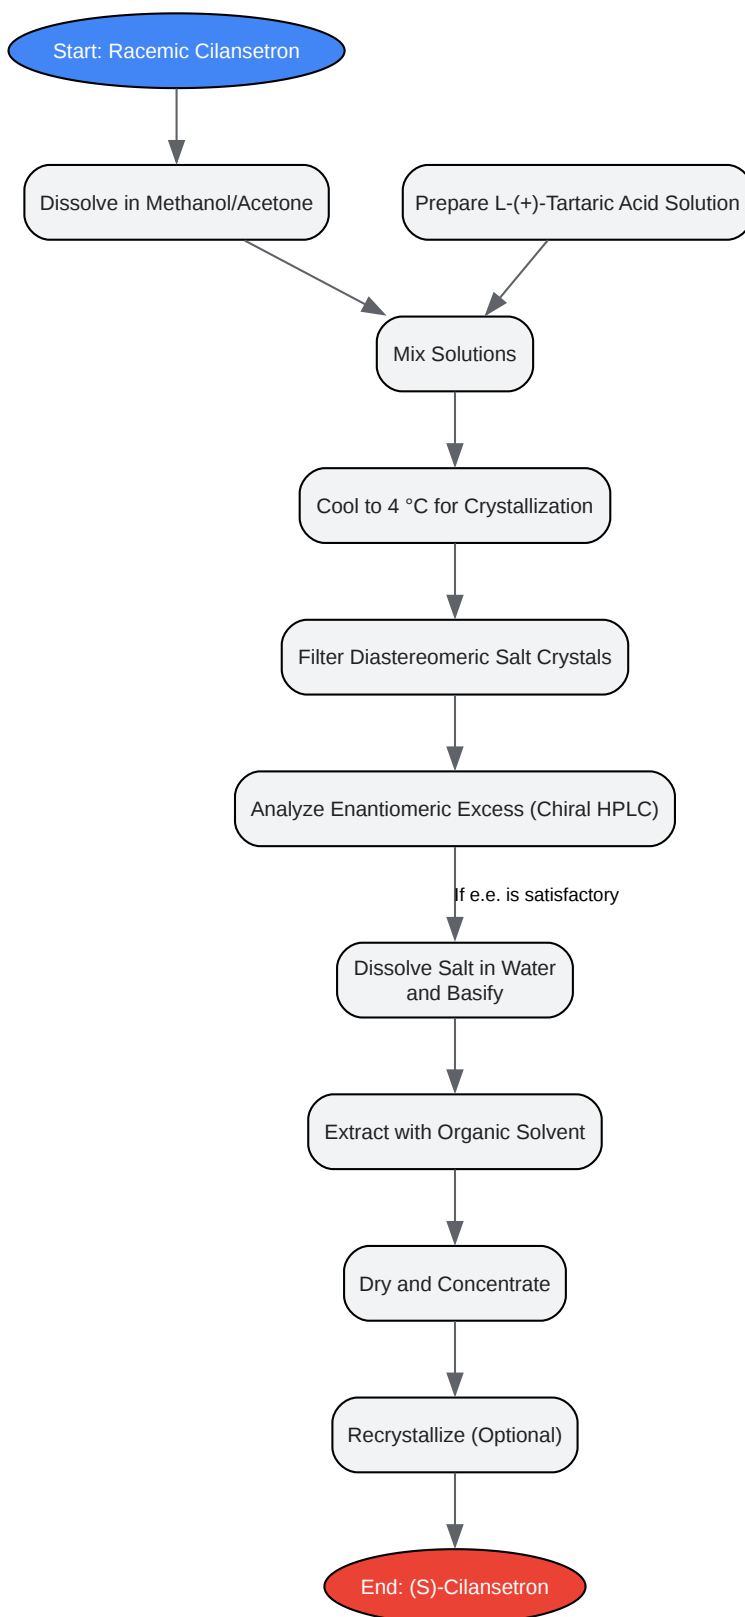 Start: Racemic Cilansetron
Dissolve in Methanol/Acetone
Prepare L-(+)-Tartaric Acid Solution
Mix Solutions
Cool to 4 °C for Crystallization
Filter Diastereomeric Salt Crystals
Analyze Enantiomeric Excess (Chiral HPLC)
If e.e. is satisfactory
Dissolve Salt in Water
and Basify
Extract with Organic Solvent
Dry and Concentrate
Recrystallize (Optional)
End: (S)-Cilansetron